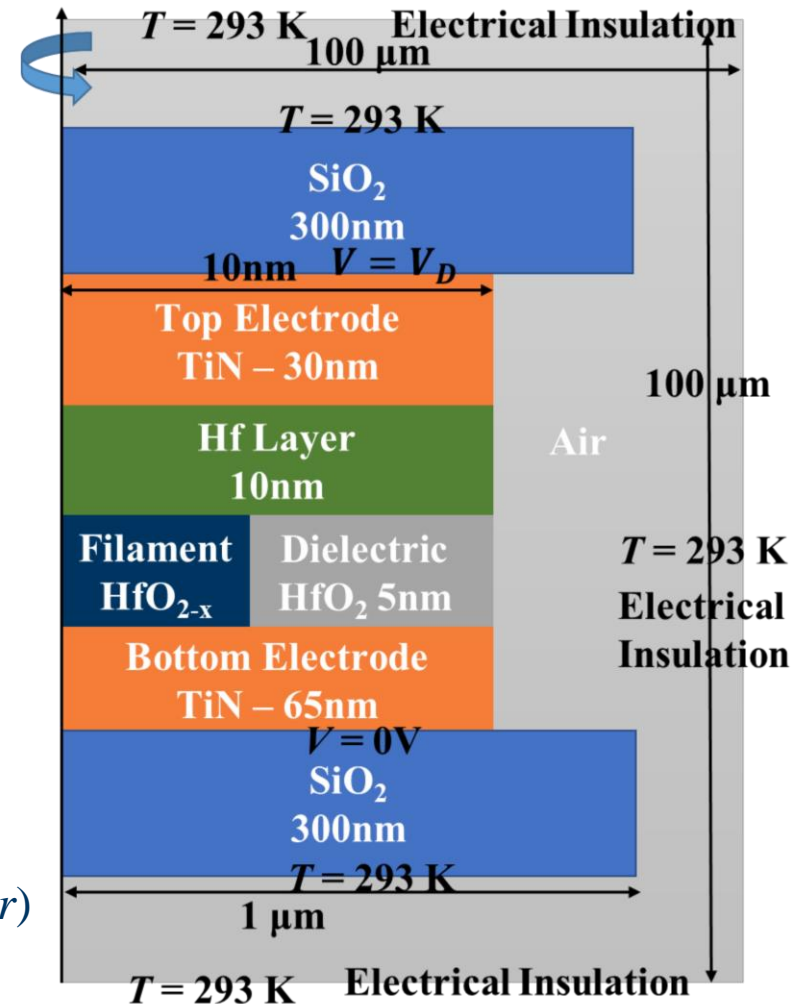 T = 293 K Electrical Insulation
100 μm
T = 293 K
SiO₂
300nm
10nm V = V_D
Top Electrode
TiN – 30nm
100 μm
Hf Layer
10nm
Air
Filament
HfO₂₋ₓ
Dielectric
HfO₂ 5nm
T = 293 K
Electrical
Insulation
Bottom Electrode
TiN – 65nm
V = 0V
SiO₂
300nm
T = 293 K
r)
1 μm
T = 293 K Electrical Insulation